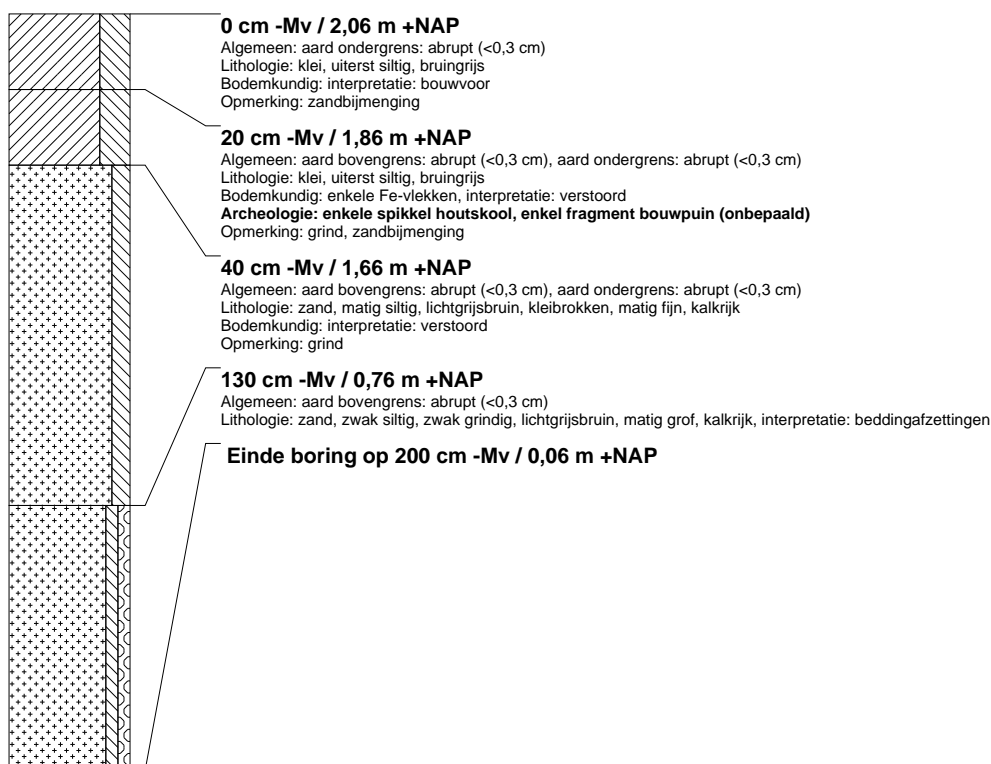 0 cm -Mv / 2,06 m +NAP
Algemeen: aard ondergrens: abrupt (<0,3 cm)
Lithologie: klei, uiterst siltig, bruingrijs
Bodemkundig: interpretatie: bouwvoor
Opmerking: zandbijmenging
20 cm -Mv / 1,86 m +NAP
Algemeen: aard bovengrens: abrupt (<0,3 cm), aard ondergrens: abrupt (<0,3 cm)
Lithologie: klei, uiterst siltig, bruingrijs
Bodemkundig: enkele Fe-vlekken, interpretatie: verstoord
Archeologie: enkele spikkel houtskool, enkel fragment bouwpuin (onbepaald)
Opmerking: grind, zandbijmenging
40 cm -Mv / 1,66 m +NAP
Algemeen: aard bovengrens: abrupt (<0,3 cm), aard ondergrens: abrupt (<0,3 cm)
Lithologie: zand, matig siltig, lichtgrijsbruin, kleibrokken, matig fijn, kalkrijk
Bodemkundig: interpretatie: verstoord
Opmerking: grind
130 cm -Mv / 0,76 m +NAP
Algemeen: aard bovengrens: abrupt (<0,3 cm)
Lithologie: zand, zwak siltig, zwak grindig, lichtgrijsbruin, matig grof, kalkrijk, interpretatie: beddingafzettingen
Einde boring op 200 cm -Mv / 0,06 m +NAP